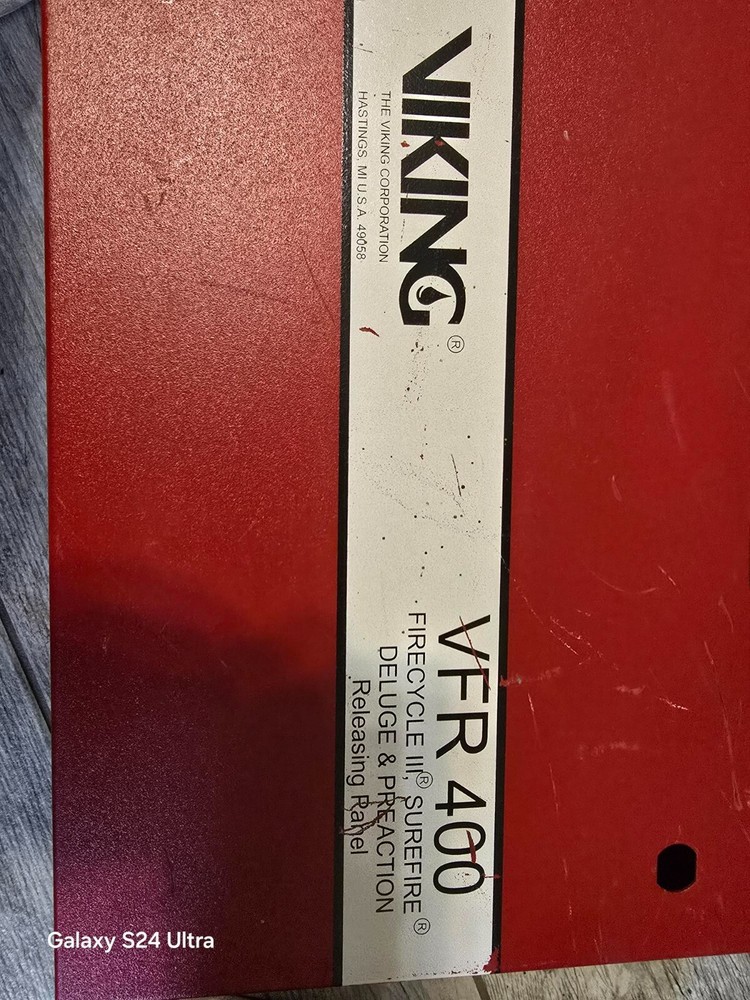 VIKING®
THE VIKING CORPORATION
HASTINGS, MI U.S.A. 49058
VFR 400
FIRECYCLE III®, SUREFIRE®
DELUGE & PREACTION
Releasing Panel
Galaxy S24 Ultra